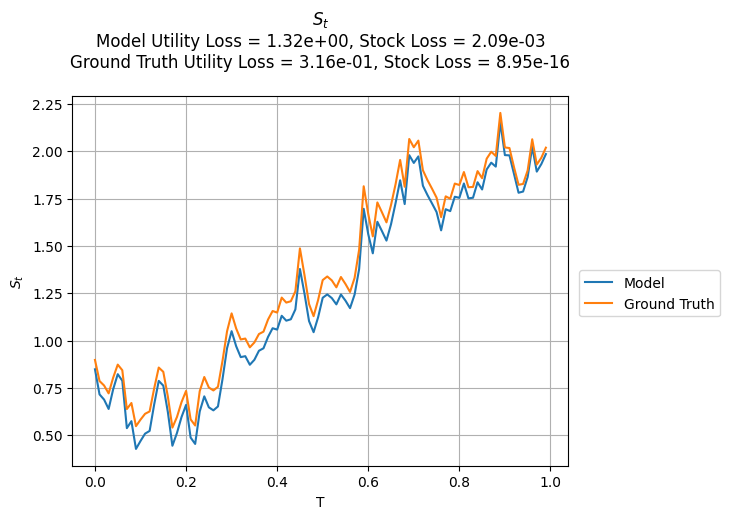 S_t
Model Utility Loss = 1.32e+00, Stock Loss = 2.09e-03
Ground Truth Utility Loss = 3.16e-01, Stock Loss = 8.95e-16
2.25
2.00
1.75
1.50
1.25
1.00
0.75
0.50
S_t
0.0 0.2 0.4 0.6 0.8 1.0
T
Model
Ground Truth